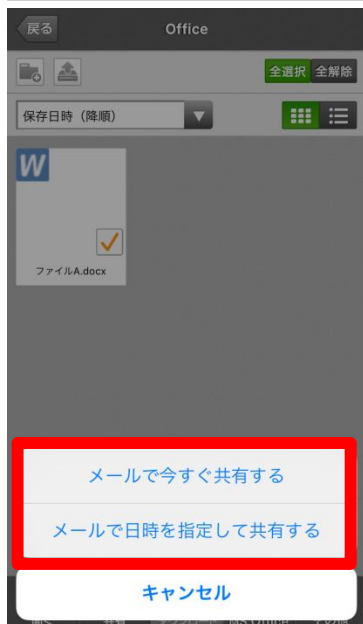 戻る
Office
全選択 全解除
保存日時（降順）
W
ファイルA.docx
メールで今すぐ共有する
メールで日時を指定して共有する
キャンセル